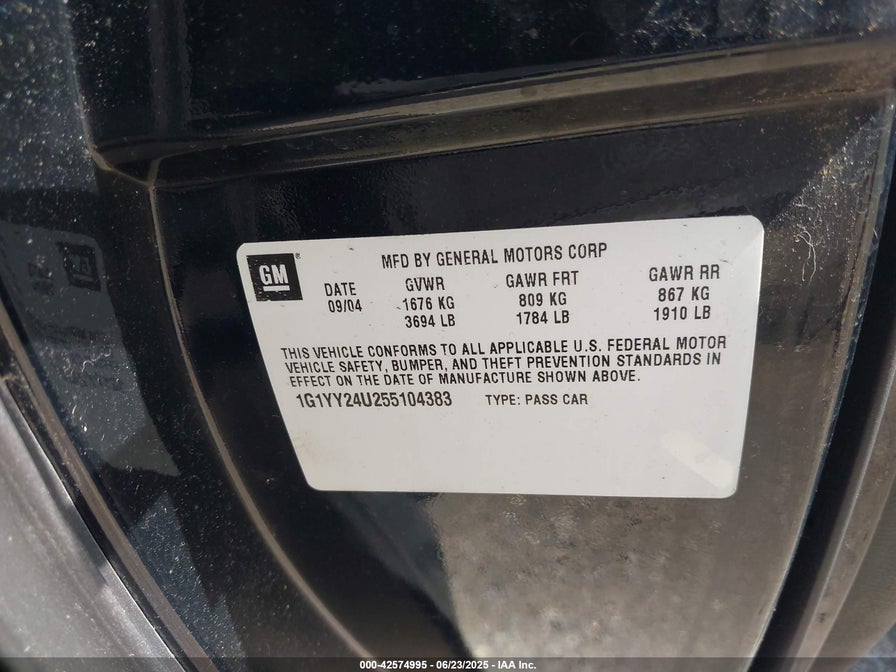 GM
MFD BY GENERAL MOTORS CORP
DATE GVWR GAWR FRT GAWR RR
09/04 1676 KG 809 KG 867 KG
3694 LB 1784 LB 1910 LB
THIS VEHICLE CONFORMS TO ALL APPLICABLE U.S. FEDERAL MOTOR
VEHICLE SAFETY, BUMPER, AND THEFT PREVENTION STANDARDS IN
EFFECT ON THE DATE OF MANUFACTURE SHOWN ABOVE.
1G1YY24U255104383 TYPE: PASS CAR
000-42574995 - 06/23/2025 - IAA Inc.